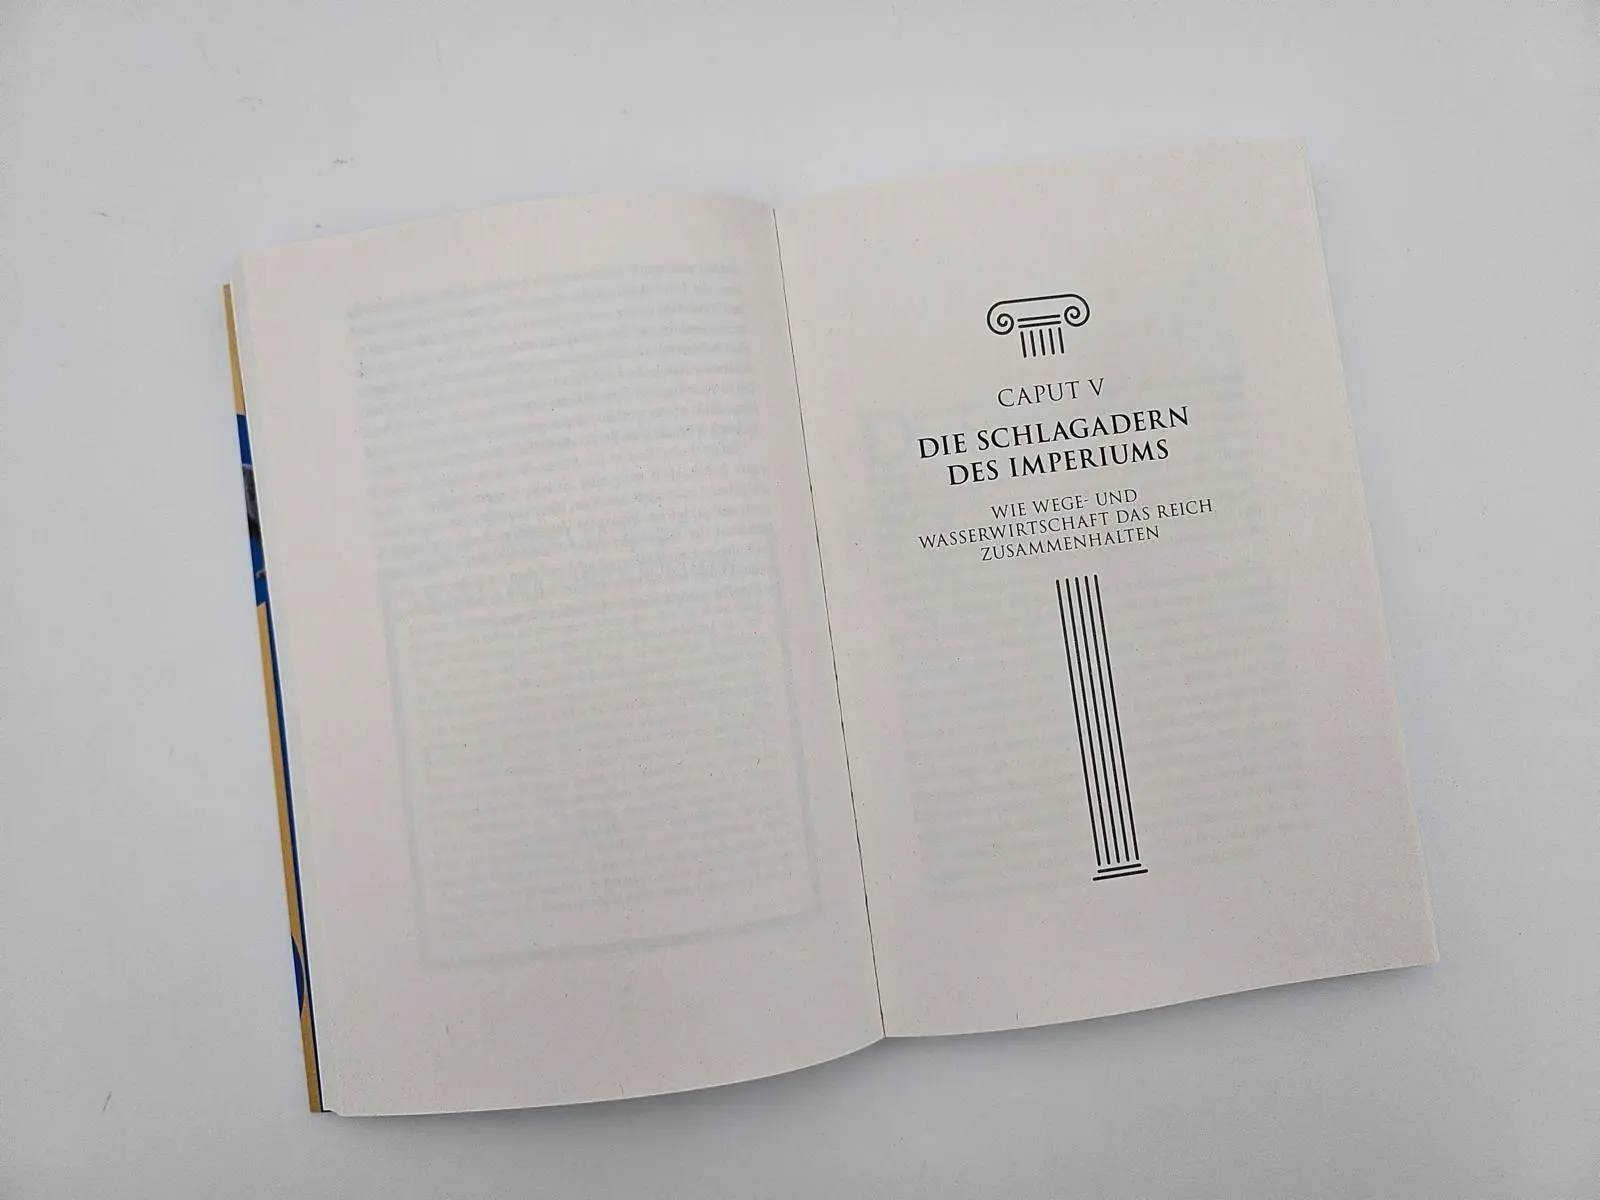 CAPUT V
DIE SCHLAGADERN
DES IMPERIUMS
WIE WEGE- UND
WASSERWIRTSCHAFT DAS REICH
ZUSAMMENHALTEN